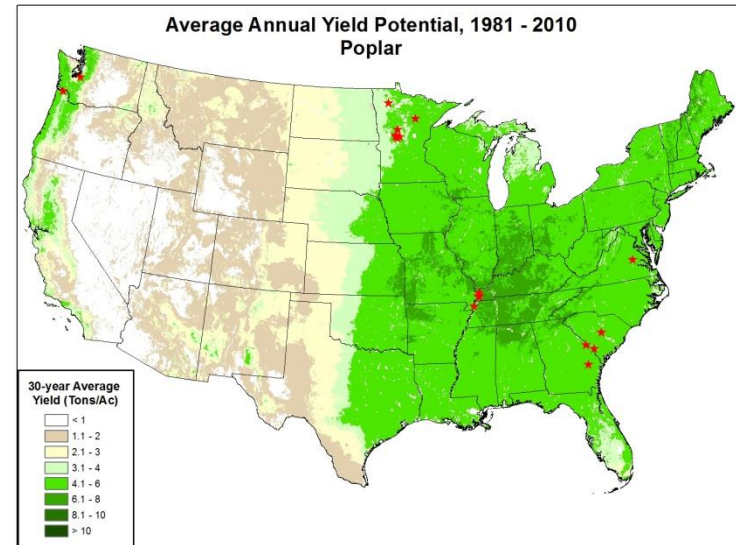 Average Annual Yield Potential, 1981 - 2010
Poplar
30-year Average
Yield (Tons/Ac)
< 1
1.1 - 2
2.1 - 3
3.1 - 4
4.1 - 6
6.1 - 8
8.1 - 10
> 10